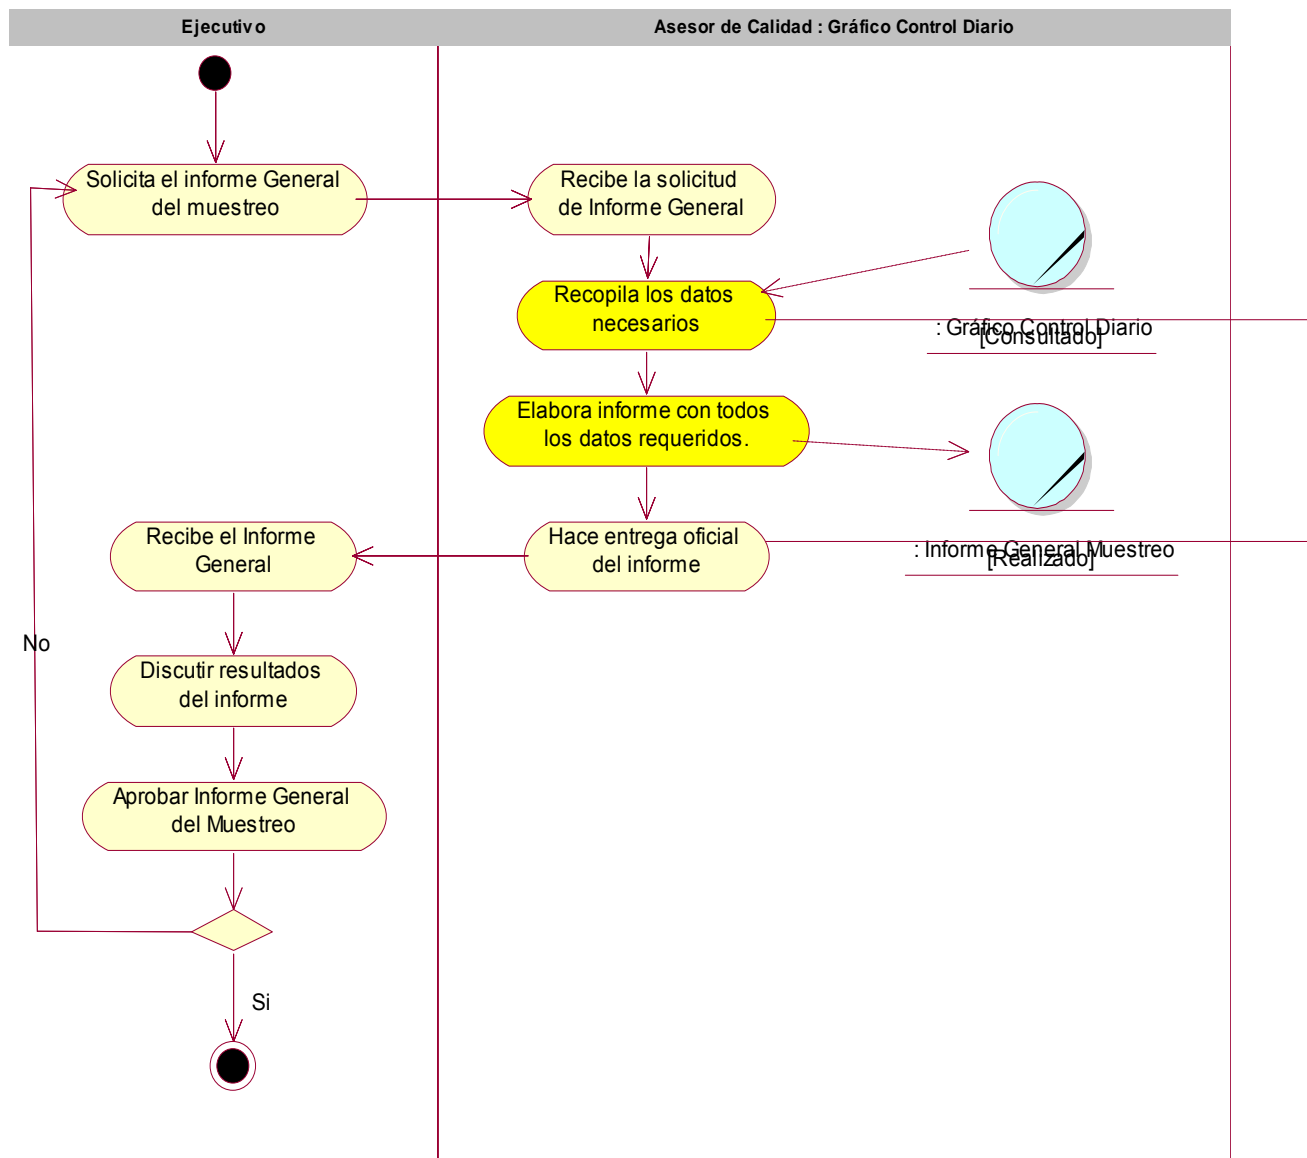 Ejecutivo
Asesor de Calidad : Gráfico Control Diario
Solicita el informe General
del muestreo
Recibe la solicitud
de Informe General
Recopila los datos
necesarios
: Gráfico Control Diario
[Consultado]
Elabora informe con todos
los datos requeridos.
Recibe el Informe
General
Hace entrega oficial
del informe
: Informe General Muestreo
[Realizado]
No
Discutir resultados
del informe
Aprobar Informe General
del Muestreo
Si